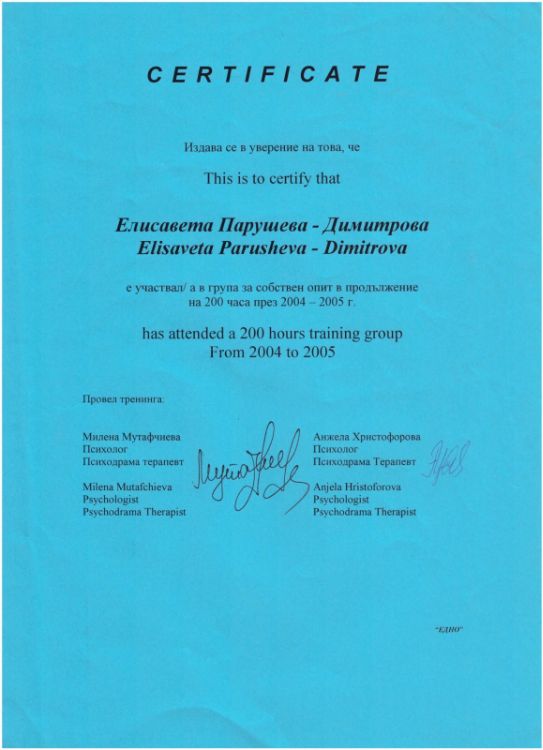 CERTIFICATE
Издава се в уверение на това, че
This is to certify that
Елисавета Парушева - Димитрова
Elisaveta Parusheva - Dimitrova
е участвал/ а в група за собствен опит в продължение
на 200 часа през 2004 – 2005 г.
has attended a 200 hours training group
From 2004 to 2005
Провел тренинга:
Милена Мутафчиева
Психолог
Психодрама терапевт
Milena Mutafchieva
Psychologist
Psychodrama Therapist
Анжела Христофорова
Психолог
Психодрама Терапевт
Anjela Hristoforova
Psychologist
Psychodrama Therapist
"ЕДНО"